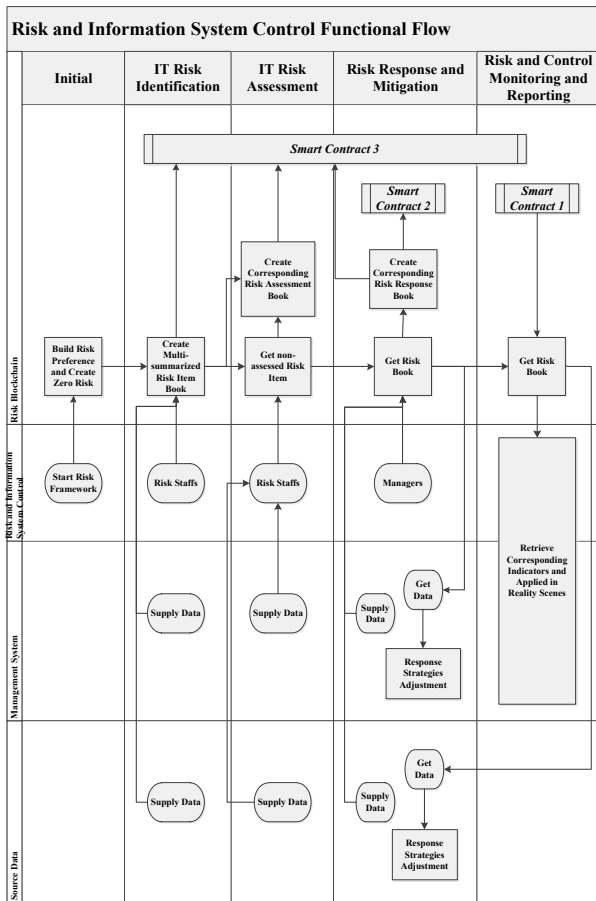 Risk and Information System Control Functional Flow
Initial
IT Risk
Identification
IT Risk
Assessment
Risk Response and
Mitigation
Risk and Control
Monitoring and
Reporting
Risk Blockchain
Smart Contract 3
Smart
Contract 2
Smart
Contract 1
Create
Corresponding
Risk Assessment
Book
Create
Corresponding
Risk Response
Book
Build Risk
Preference
and Create
Zero Risk
Create
Multi-
summarized
Risk Item
Book
Get non-
assessed Risk
Item
Get Risk
Book
Get Risk
Book
Risk and Information
System Control
Start Risk
Framework
Risk Staffs
Risk Staffs
Managers
Retrieve
Corresponding
Indicators and
Applied in
Reality Scenes
Management System
Supply Data
Supply Data
Supply
Data
Get
Data
Response
Strategies
Adjustment
Source Data
Supply Data
Supply Data
Supply
Data
Get
Data
Response
Strategies
Adjustment